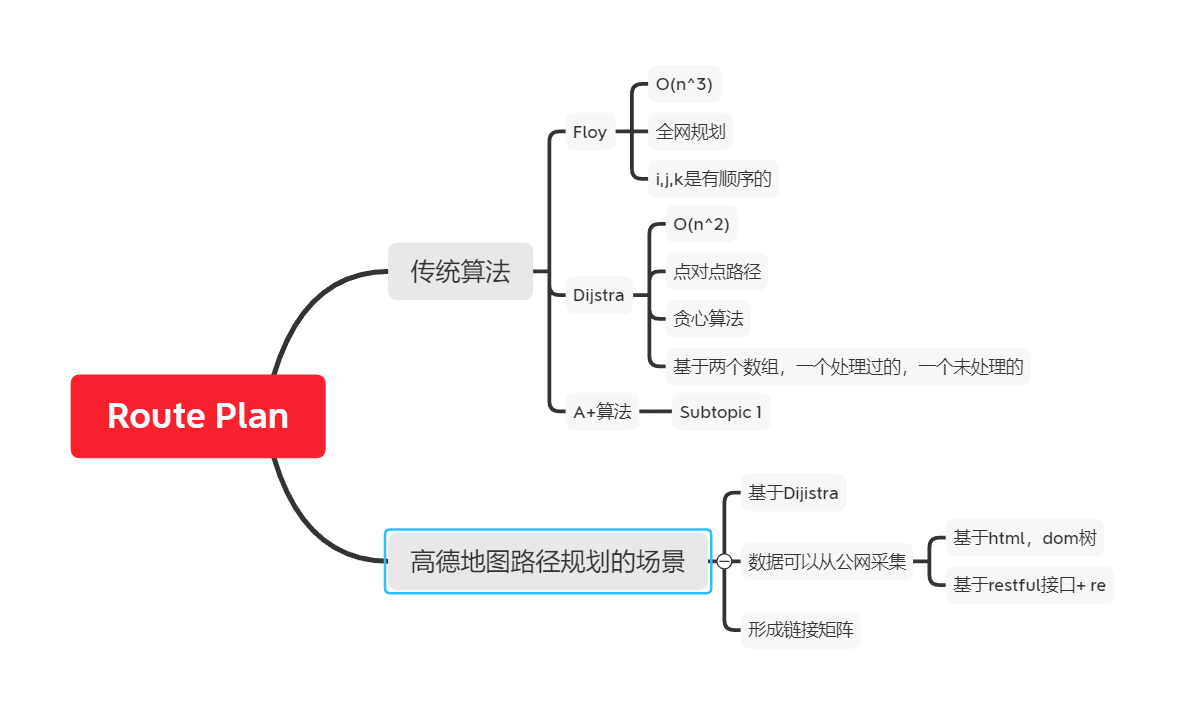 Route Plan
传统算法
Floy
O(n^3)
全网规划
i,j,k是有顺序的
Dijstra
O(n^2)
点对点路径
贪心算法
基于两个数组，一个处理过的，一个未处理的
A+算法
Subtopic 1
高德地图路径规划的场景
基于Dijistra
数据可以从公网采集
基于html，dom树
基于restful接口+ re
形成链接矩阵